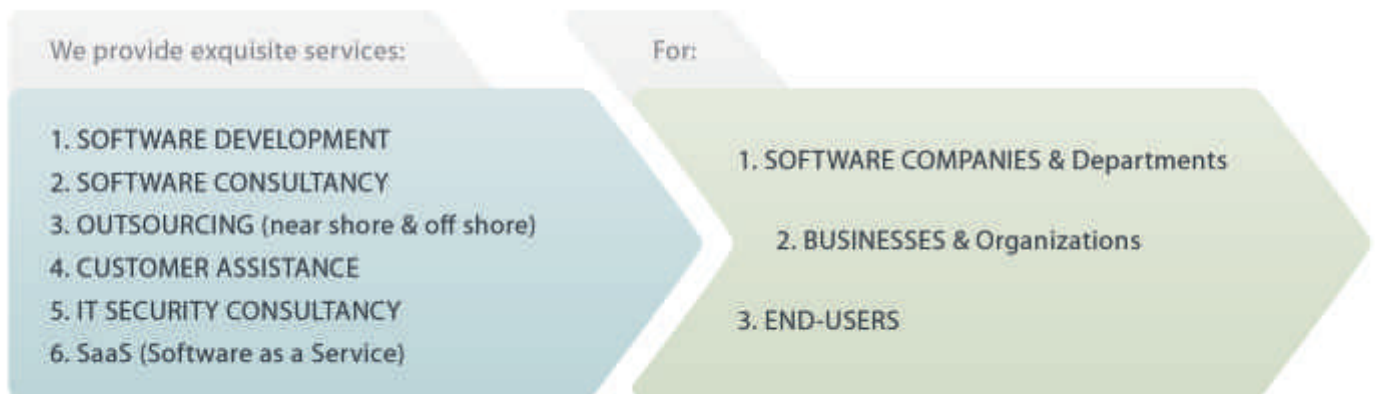 We provide exquisite services:
1. SOFTWARE DEVELOPMENT
2. SOFTWARE CONSULTANCY
3. OUTSOURCING (near shore & off shore)
4. CUSTOMER ASSISTANCE
5. IT SECURITY CONSULTANCY
6. SaaS (Software as a Service)
For:
1. SOFTWARE COMPANIES & Departments
2. BUSINESSES & Organizations
3. END-USERS